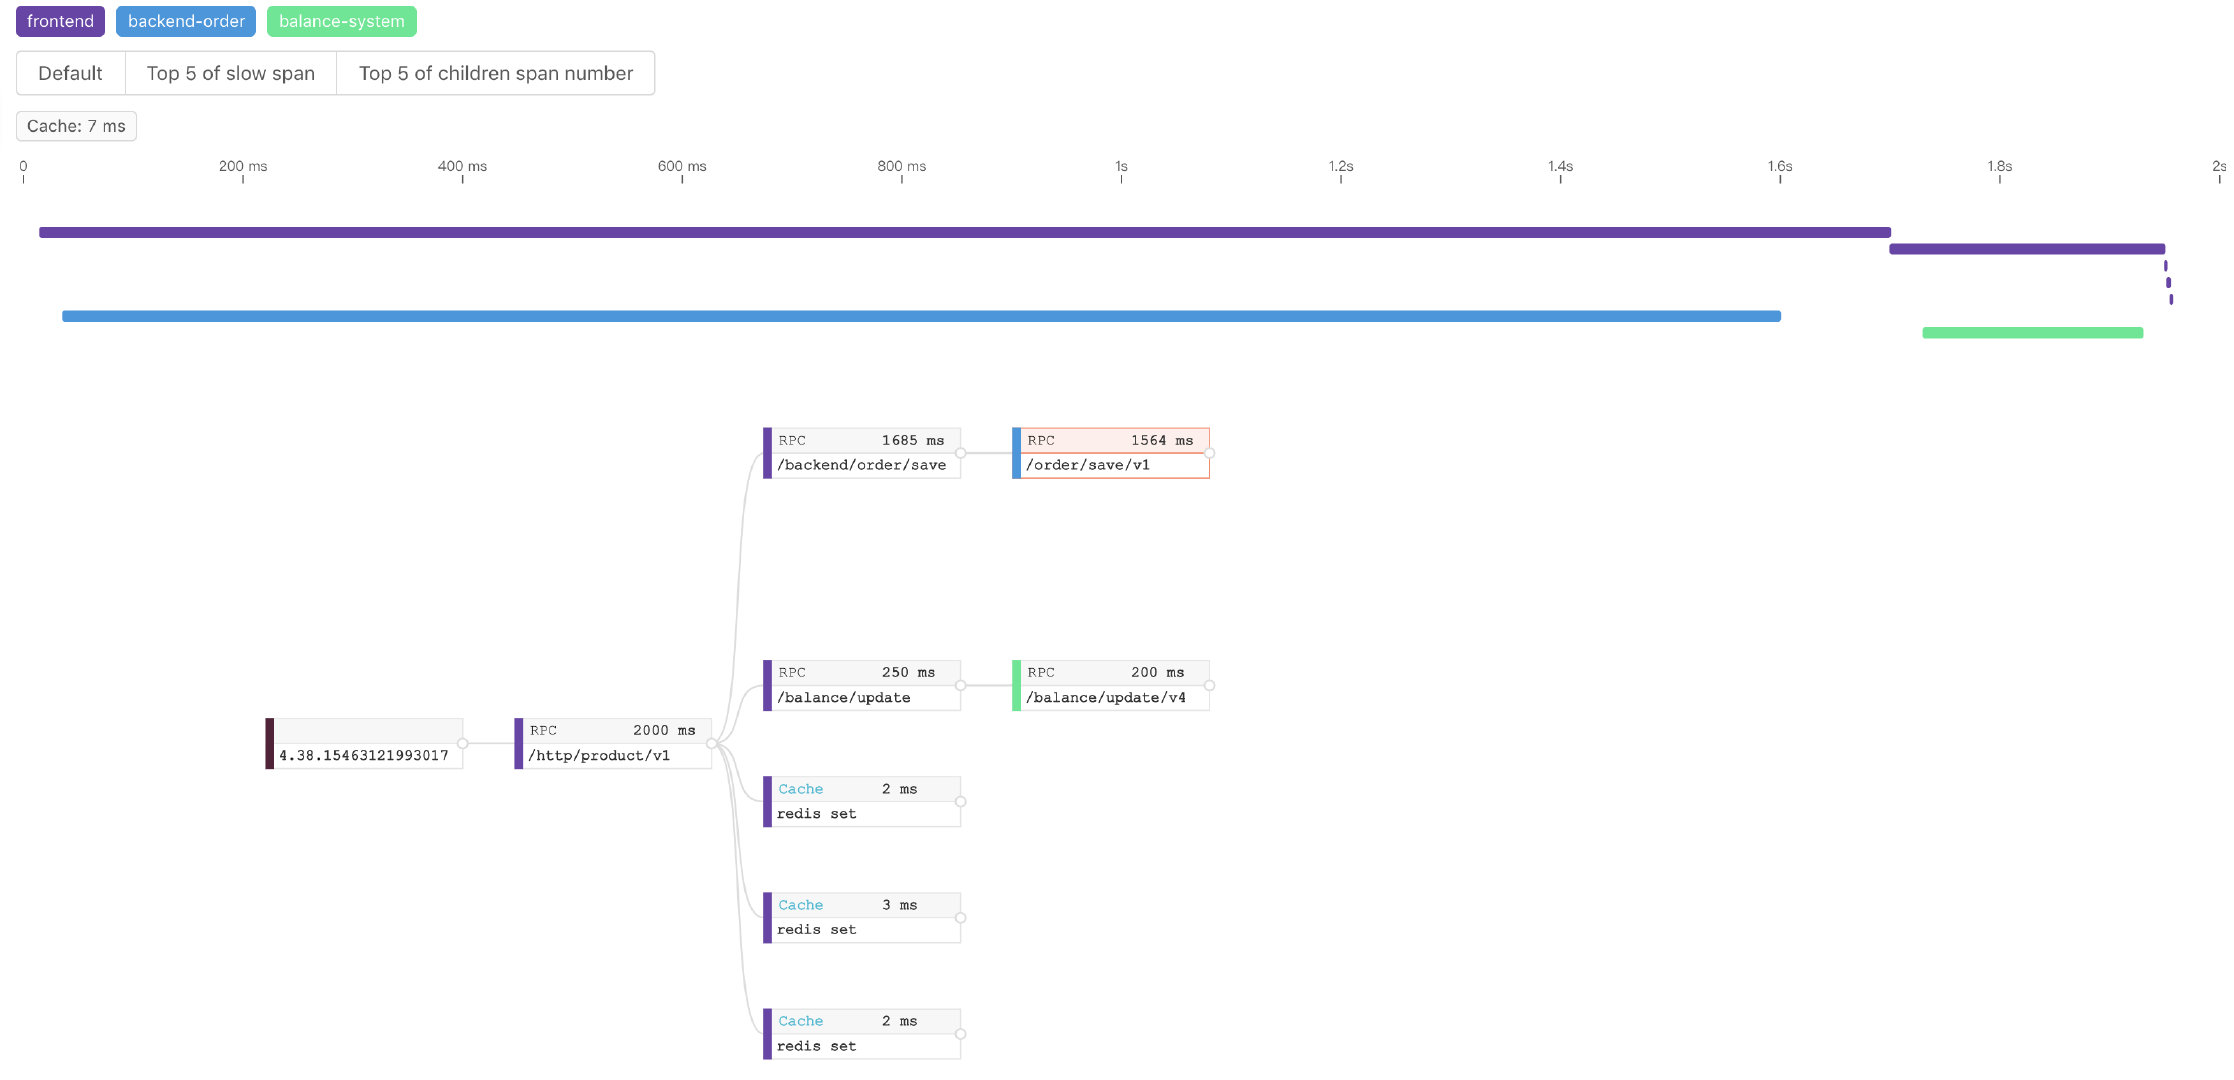 frontend backend-order balance-system
Default Top 5 of slow span Top 5 of children span number
Cache: 7 ms
0 200 ms 400 ms 600 ms 800 ms 1s 1.2s 1.4s 1.6s 1.8s 2s
RPC 1685 ms
/backend/order/save
RPC 1564 ms
/order/save/v1
RPC 250 ms
/balance/update
RPC 200 ms
/balance/update/v4
4.38.15463121993017
RPC 2000 ms
/http/product/v1
Cache 2 ms
redis set
Cache 3 ms
redis set
Cache 2 ms
redis set